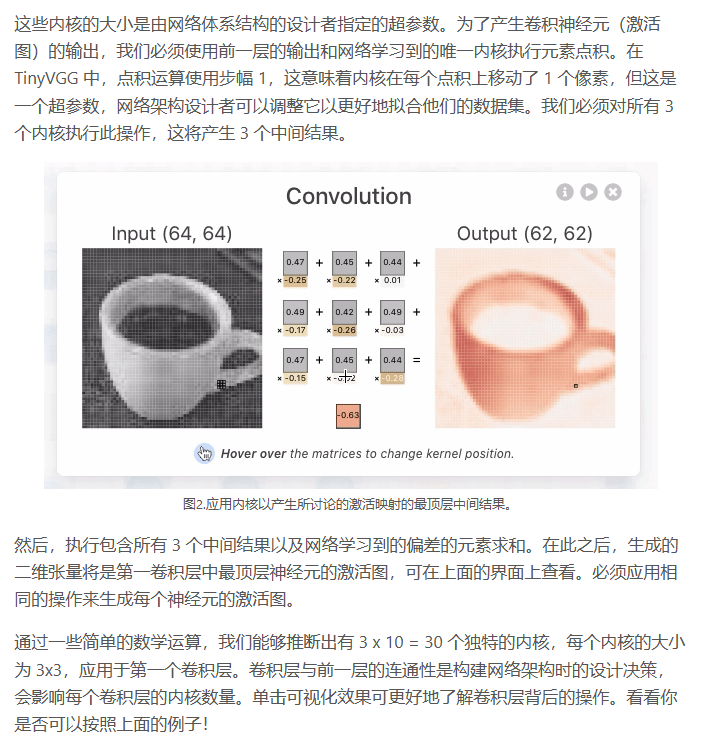 这些内核的大小是由网络体系结构的设计者指定的超参数。为了产生卷积神经元（激活
图）的输出，我们必须使用前一层的输出和网络学习到的唯一内核执行元素点积。在
TinyVGG 中，点积运算使用步幅 1，这意味着内核在每个点积上移动了 1 个像素，但这是
一个超参数，网络架构设计者可以调整它以更好地拟合他们的数据集。我们必须对所有 3
个内核执行此操作，这将产生 3 个中间结果。
Convolution
Input (64, 64)
Output (62, 62)
0.47 + 0.45 + 0.44 +
× -0.25 × -0.22 × 0.01
0.49 + 0.42 + 0.49 +
× -0.17 × -0.26 × -0.03
0.47 + 0.45 + 0.44 =
× -0.15 × × -0.28
-0.63
Hover over the matrices to change kernel position.
图2.应用内核以产生所讨论的激活映射的最顶层中间结果。
然后，执行包含所有 3 个中间结果以及网络学习到的偏差的元素求和。在此之后，生成的
二维张量将是第一卷积层中最顶层神经元的激活图，可在上面的界面上查看。必须应用相
同的操作来生成每个神经元的激活图。
通过一些简单的数学运算，我们能够推断出有 3 x 10 = 30 个独特的内核，每个内核的大小
为 3x3，应用于第一个卷积层。卷积层与前一层的连通性是构建网络架构时的设计决策，
会影响每个卷积层的内核数量。单击可视化效果可更好地了解卷积层背后的操作。看看你
是否可以按照上面的例子！